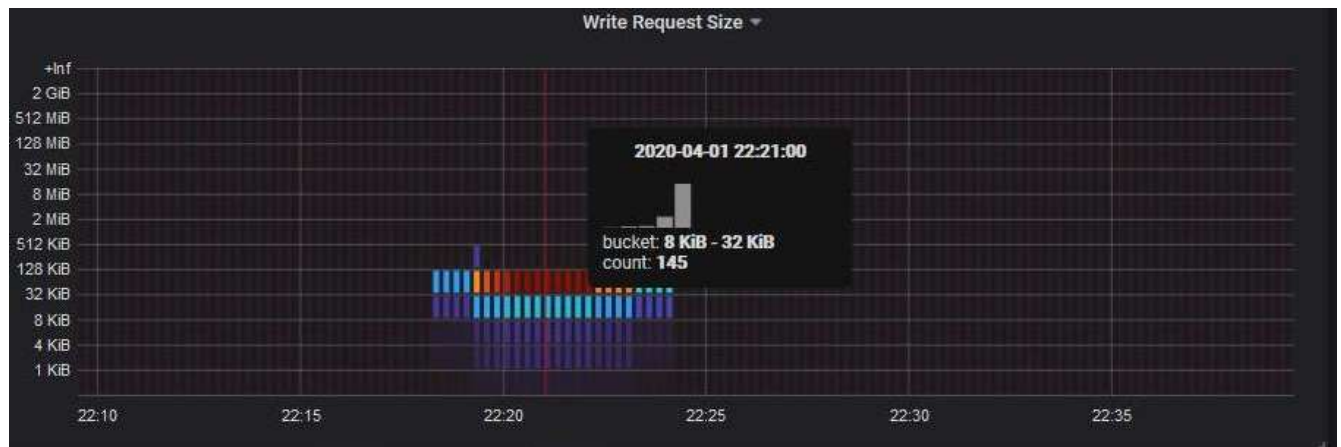 Write Request Size
+Inf
2 GiB
512 MiB
128 MiB
32 MiB
8 MiB
2 MiB
512 KiB
128 KiB
32 KiB
8 KiB
4 KiB
1 KiB
2020-04-01 22:21:00
bucket: 8 KiB - 32 KiB
count: 145
22:10 22:15 22:20 22:25 22:30 22:35